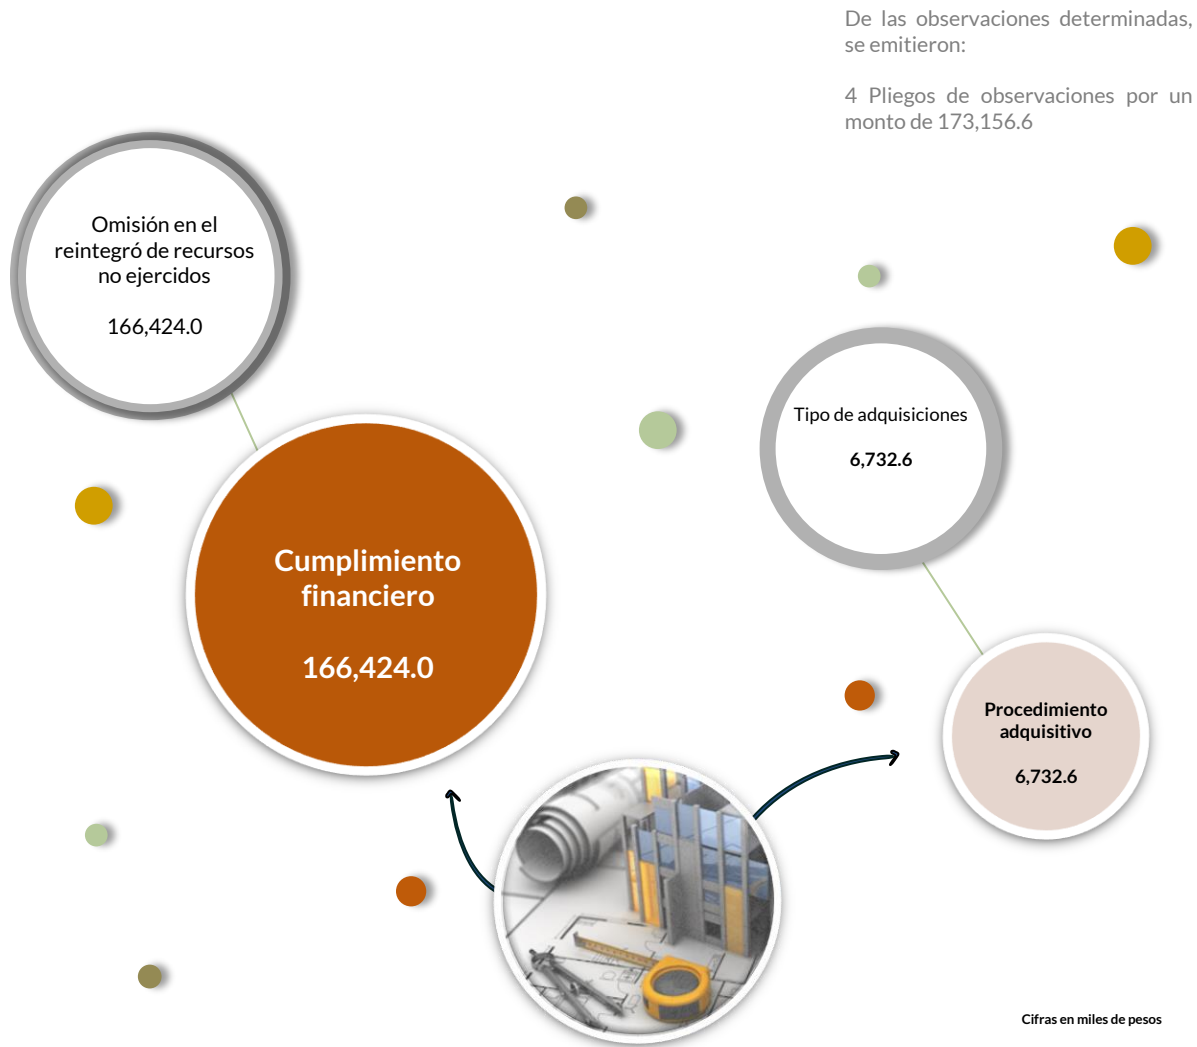 De las observaciones determinadas,
se emitieron:
4 Pliegos de observaciones por un
monto de 173,156.6
Omisión en el
reintegró de recursos
no ejercidos
166,424.0
Tipo de adquisiciones
6,732.6
Cumplimiento
financiero
166,424.0
Procedimiento
adquisitivo
6,732.6
Cifras en miles de pesos